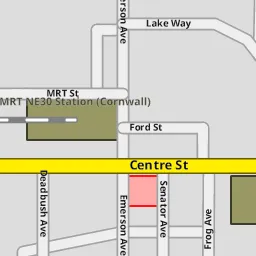 erson Ave
Lake Way
MRT St
MRT NE30 Station (Cornwall)
Ford St
Centre St
Deadbush Ave
Emerson Ave
Senator Ave
Frog Ave